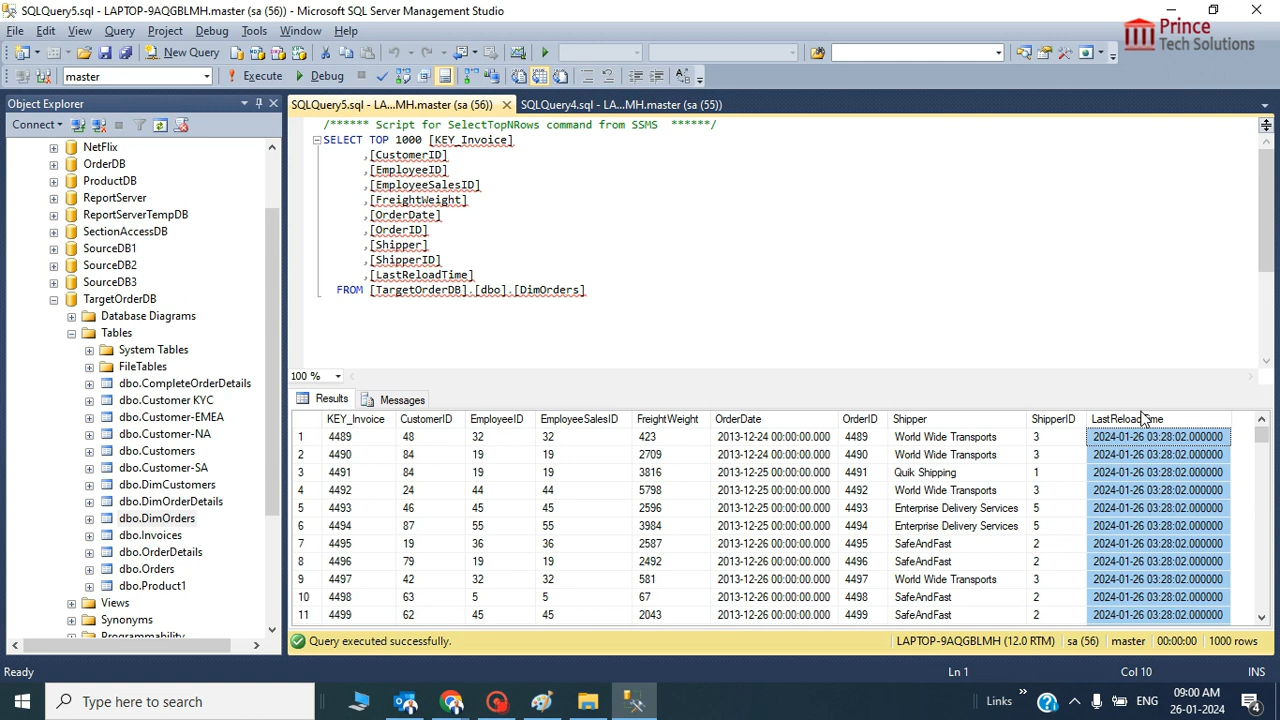 SQLQuery5.sql - LAPTOP-9AQGBLMH.master (sa (56)) - Microsoft SQL Server Management Studio
File Edit View Query Project Debug Tools Window Help
Prince
Tech Solutions
New Query
master
Execute
Debug
Object Explorer
Connect
NetFlix
OrderDB
ProductDB
ReportServer
ReportServerTempDB
SectionAccessDB
SourceDB1
SourceDB2
SourceDB3
TargetOrderDB
Database Diagrams
Tables
System Tables
FileTables
dbo.CompleteOrderDetails
dbo.Customer KYC
dbo.Customer-EMEA
dbo.Customer-NA
dbo.Customers
dbo.Customer-SA
dbo.DimCustomers
dbo.DimOrderDetails
dbo.DimOrders
dbo.Invoices
dbo.OrderDetails
dbo.Orders
dbo.Product1
Views
Synonyms
Programmability
SQLQuery5.sql - LA...MH.master (sa (56)) SQLQuery4.sql - LA...MH.master (sa (55))
/****** Script for SelectTopNRows command from SSMS ******/
SELECT TOP 1000 [KEY_Invoice]
,[CustomerID]
,[EmployeeID]
,[EmployeeSalesID]
,[FreightWeight]
,[OrderDate]
,[OrderID]
,[Shipper]
,[ShipperID]
,[LastReloadTime]
FROM [TargetOrderDB].[dbo].[DimOrders]
100 %
Results Messages
KEY_Invoice CustomerID EmployeeID EmployeeSalesID FreightWeight OrderDate OrderID Shipper ShipperID LastReloadTime
1 4489 48 32 32 423 2013-12-24 00:00:00.000 4489 World Wide Transports 3 2024-01-26 03:28:02.000000
2 4490 84 19 19 2709 2013-12-24 00:00:00.000 4490 World Wide Transports 3 2024-01-26 03:28:02.000000
3 4491 84 19 19 3816 2013-12-25 00:00:00.000 4491 Quik Shipping 1 2024-01-26 03:28:02.000000
4 4492 24 44 44 5798 2013-12-25 00:00:00.000 4492 World Wide Transports 3 2024-01-26 03:28:02.000000
5 4493 46 45 45 2596 2013-12-25 00:00:00.000 4493 Enterprise Delivery Services 5 2024-01-26 03:28:02.000000
6 4494 87 55 55 3984 2013-12-25 00:00:00.000 4494 Enterprise Delivery Services 5 2024-01-26 03:28:02.000000
7 4495 19 36 36 2587 2013-12-26 00:00:00.000 4495 SafeAndFast 2 2024-01-26 03:28:02.000000
8 4496 79 19 19 2492 2013-12-26 00:00:00.000 4496 SafeAndFast 2 2024-01-26 03:28:02.000000
9 4497 42 32 32 581 2013-12-26 00:00:00.000 4497 World Wide Transports 3 2024-01-26 03:28:02.000000
10 4498 63 5 5 67 2013-12-26 00:00:00.000 4498 SafeAndFast 2 2024-01-26 03:28:02.000000
11 4499 62 45 45 2043 2013-12-26 00:00:00.000 4499 SafeAndFast 2 2024-01-26 03:28:02.000000
Query executed successfully. LAPTOP-9AQGBLMH (12.0 RTM) sa (56) master 00:00:00 1000 rows
Ready Ln 1 Col 10 INS
Type here to search
Links
ENG
09:00 AM
26-01-2024
4